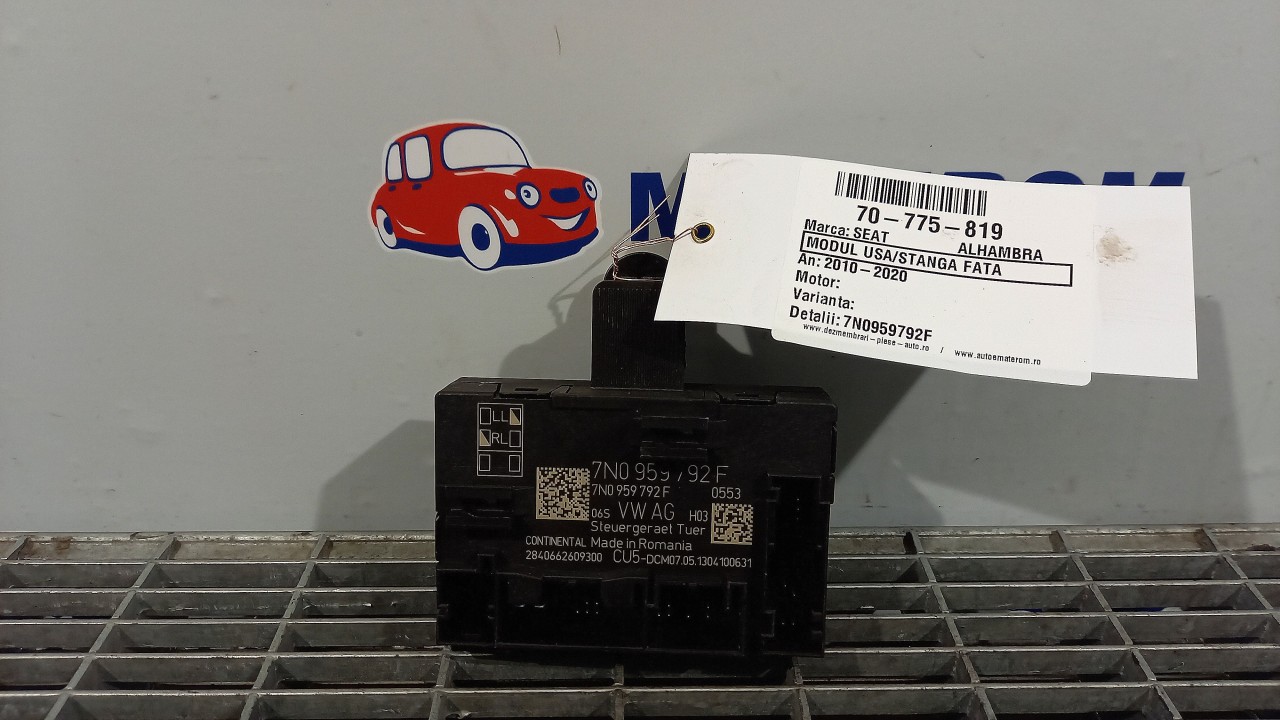 70-775-819
Marca: SEAT ALHAMBRA
MODUL USA/STANGA FATA
An: 2010-2020
Motor:
Varianta:
Detalii: 7N0959792F
www.dezmembrari-piese-auto.ro / www.autoematerom.ro
LL
RL
7N0 959 792 F
7N0 959 792 F 0553
06S VW AG H03
Steuergeraet Tuer
CONTINENTAL Made in Romania
2840662609300 CU5-DCM07.05.1304100631